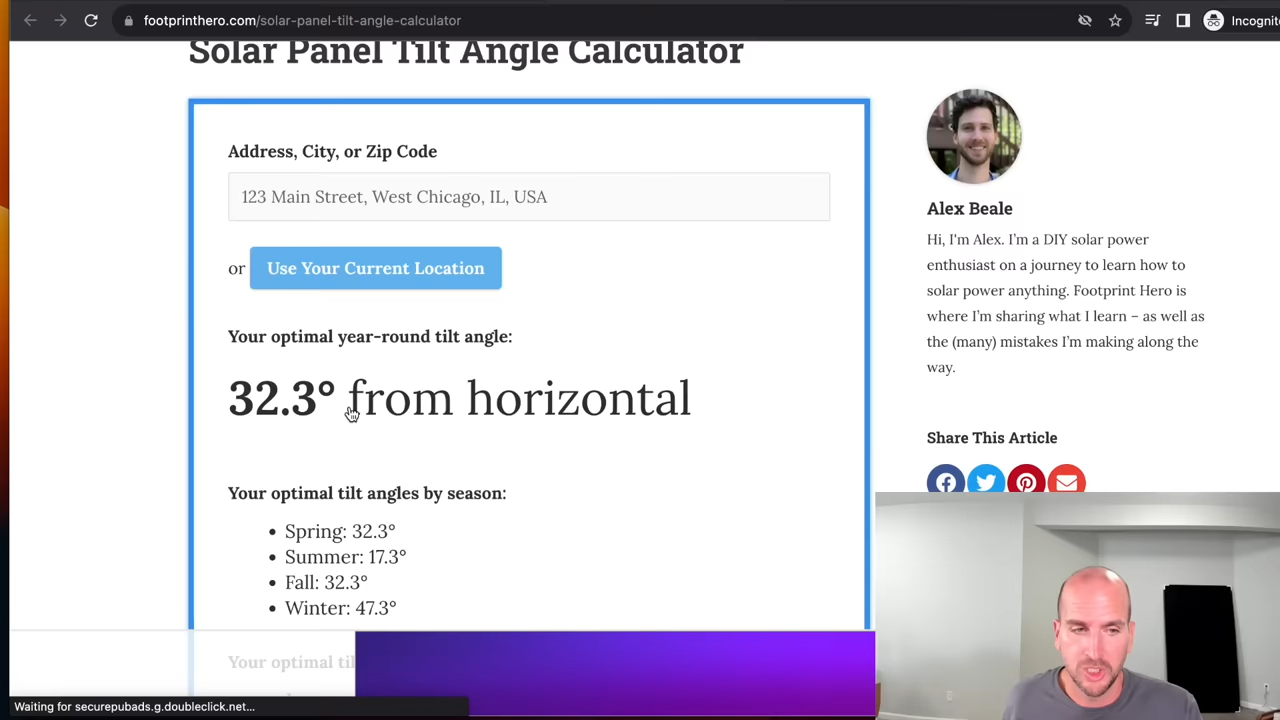 footprinthero.com/solar-panel-tilt-angle-calculator
Incognito
Solar Panel Tilt Angle Calculator
Address, City, or Zip Code
123 Main Street, West Chicago, IL, USA
or Use Your Current Location
Your optimal year-round tilt angle:
32.3° from horizontal
Your optimal tilt angles by season:
• Spring: 32.3°
• Summer: 17.3°
• Fall: 32.3°
• Winter: 47.3°
Your optimal til
Waiting for securepubads.g.doubleclick.net...
Alex Beale
Hi, I'm Alex. I'm a DIY solar power
enthusiast on a journey to learn how to
solar power anything. Footprint Hero is
where I'm sharing what I learn – as well as
the (many) mistakes I'm making along the
way.
Share This Article